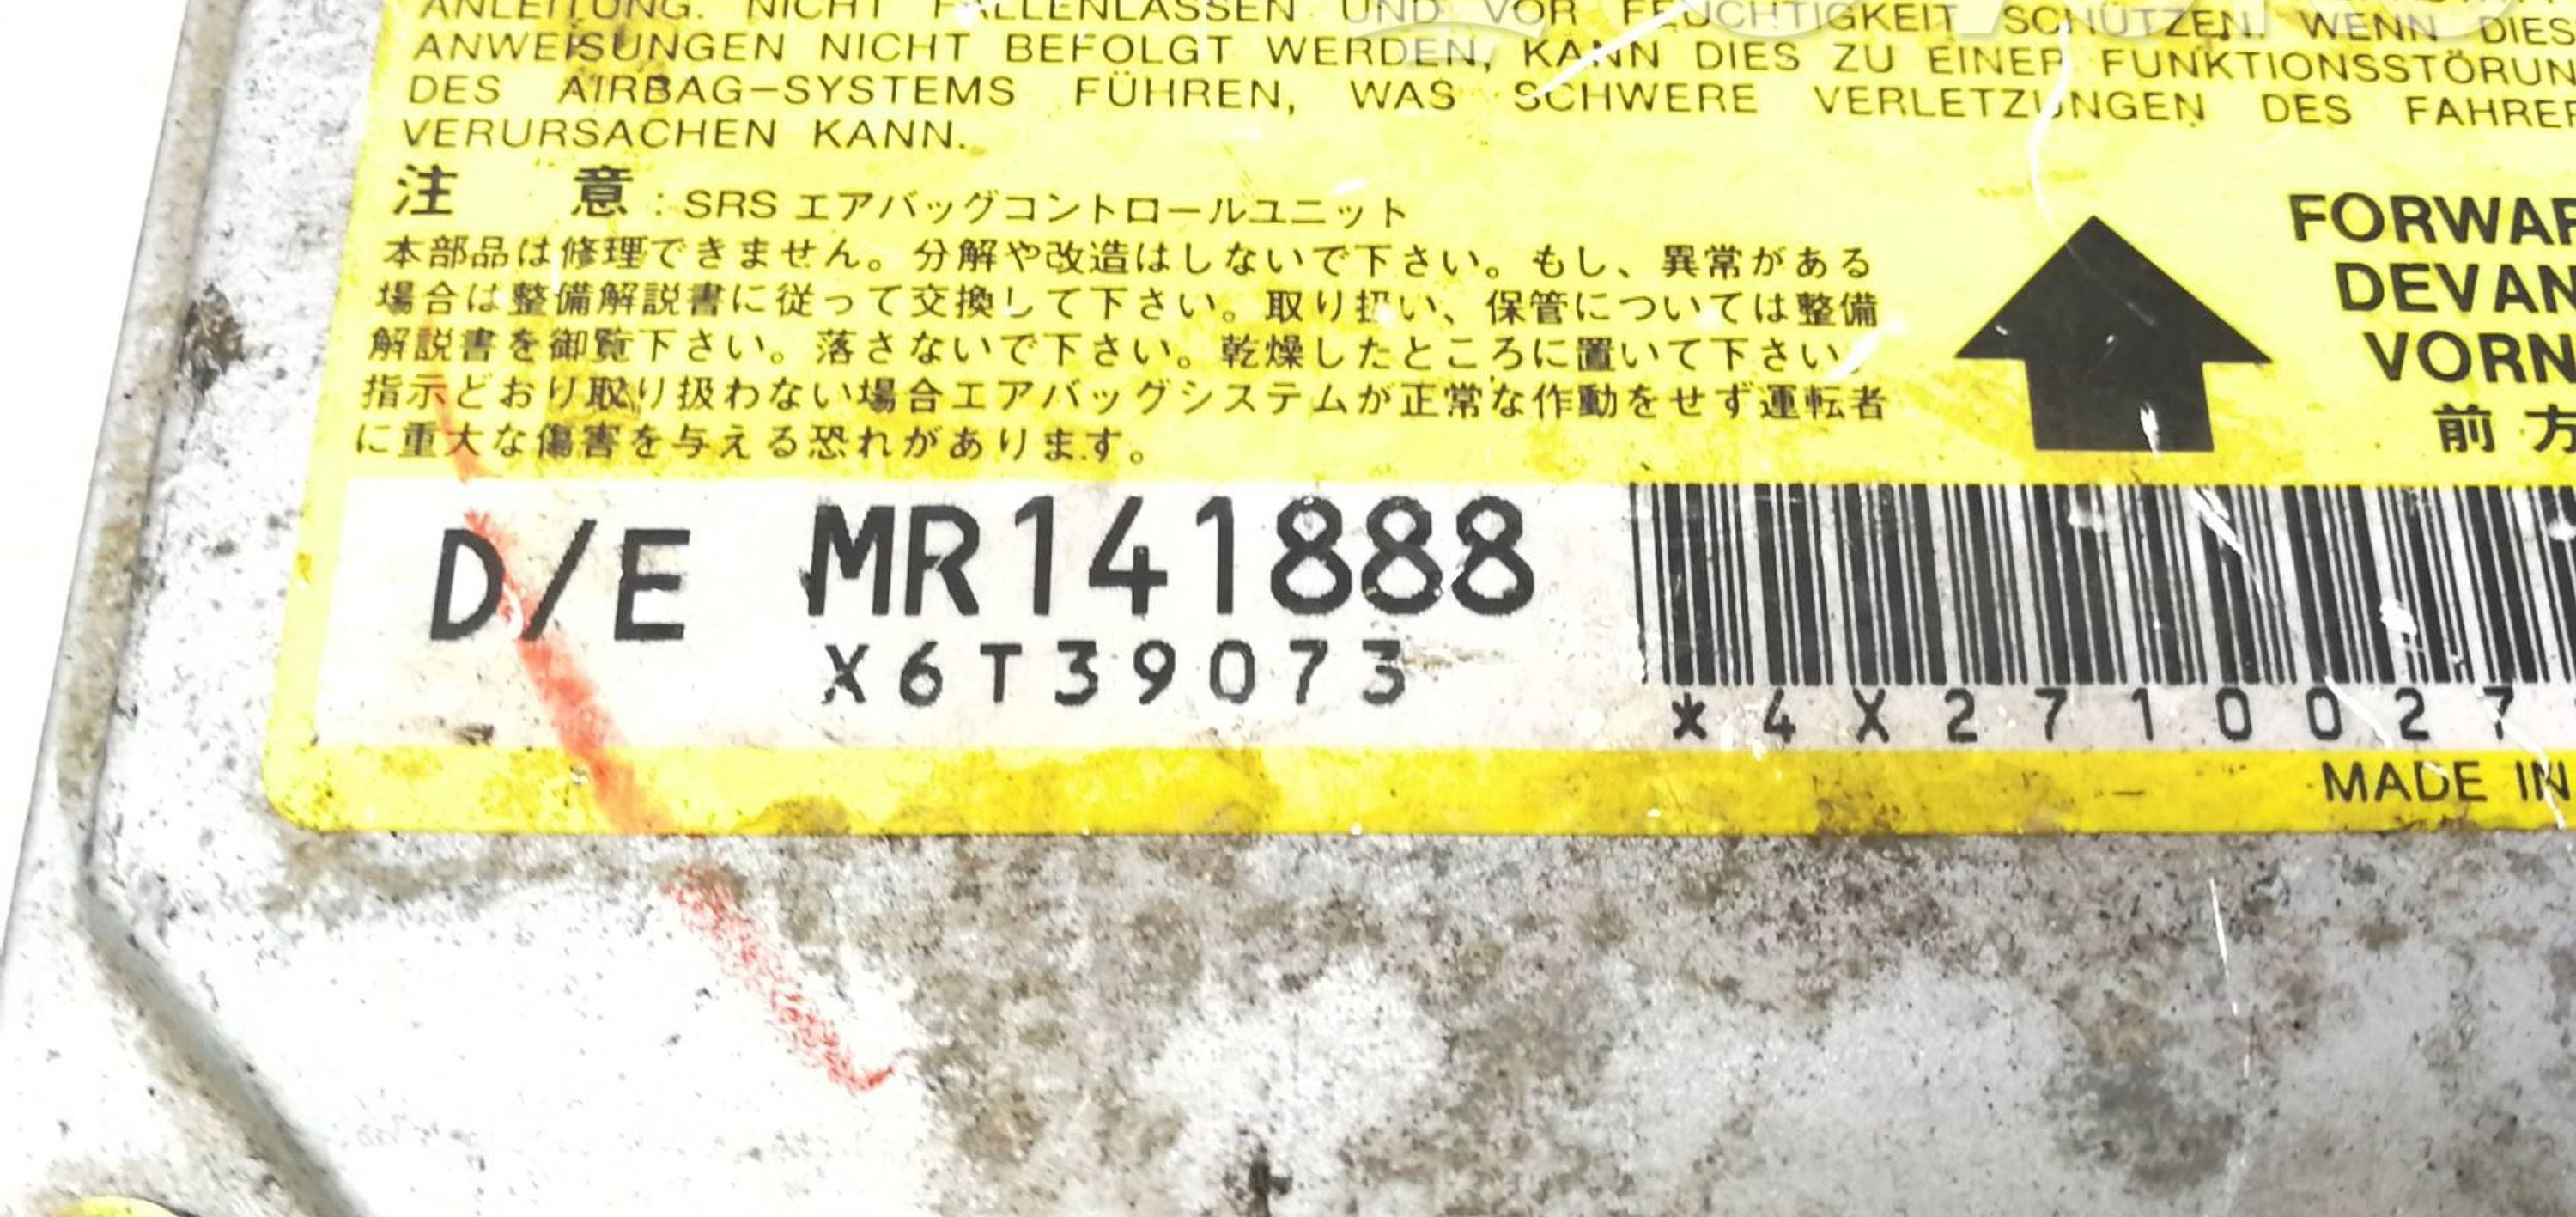 ANLEITUNG. NICHT FALLENLASSEN UND VOR FEUCHTIGKEIT SCHÜTZEN. WENN DIES
ANWEISUNGEN NICHT BEFOLGT WERDEN, KANN DIES ZU EINER FUNKTIONSSTÖRUN
DES AIRBAG-SYSTEMS FÜHREN, WAS SCHWERE VERLETZUNGEN DES FAHRER
VERURSACHEN KANN.
注 意 : SRS エアバッグコントロールユニット
本部品は修理できません。分解や改造はしないで下さい。もし、異常がある
場合は整備解説書に従って交換して下さい。取り扱い、保管については整備
解説書を御覧下さい。落さないで下さい。乾燥したところに置いて下さい。
指示どおり取り扱わない場合エアバッグシステムが正常な作動をせず運転者
に重大な傷害を与える恐れがあります。
FORWAR
DEVAN
VORN
前方
D/E MR141888
X6T39073
*4X2710027
MADE IN